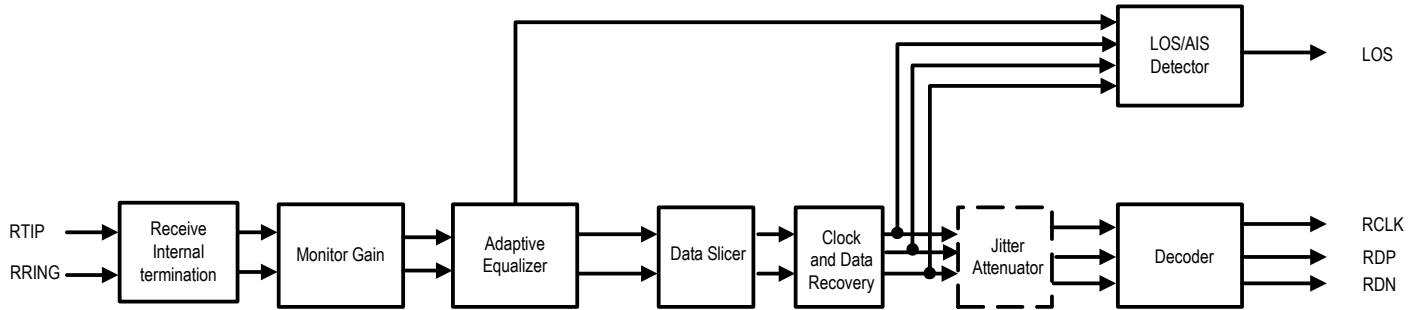 LOS/AIS
Detector
LOS
RTIP
RRING
Receive
Internal
termination
Monitor Gain
Adaptive
Equalizer
Data Slicer
Clock
and Data
Recovery
Jitter
Attenuator
Decoder
RCLK
RDP
RDN